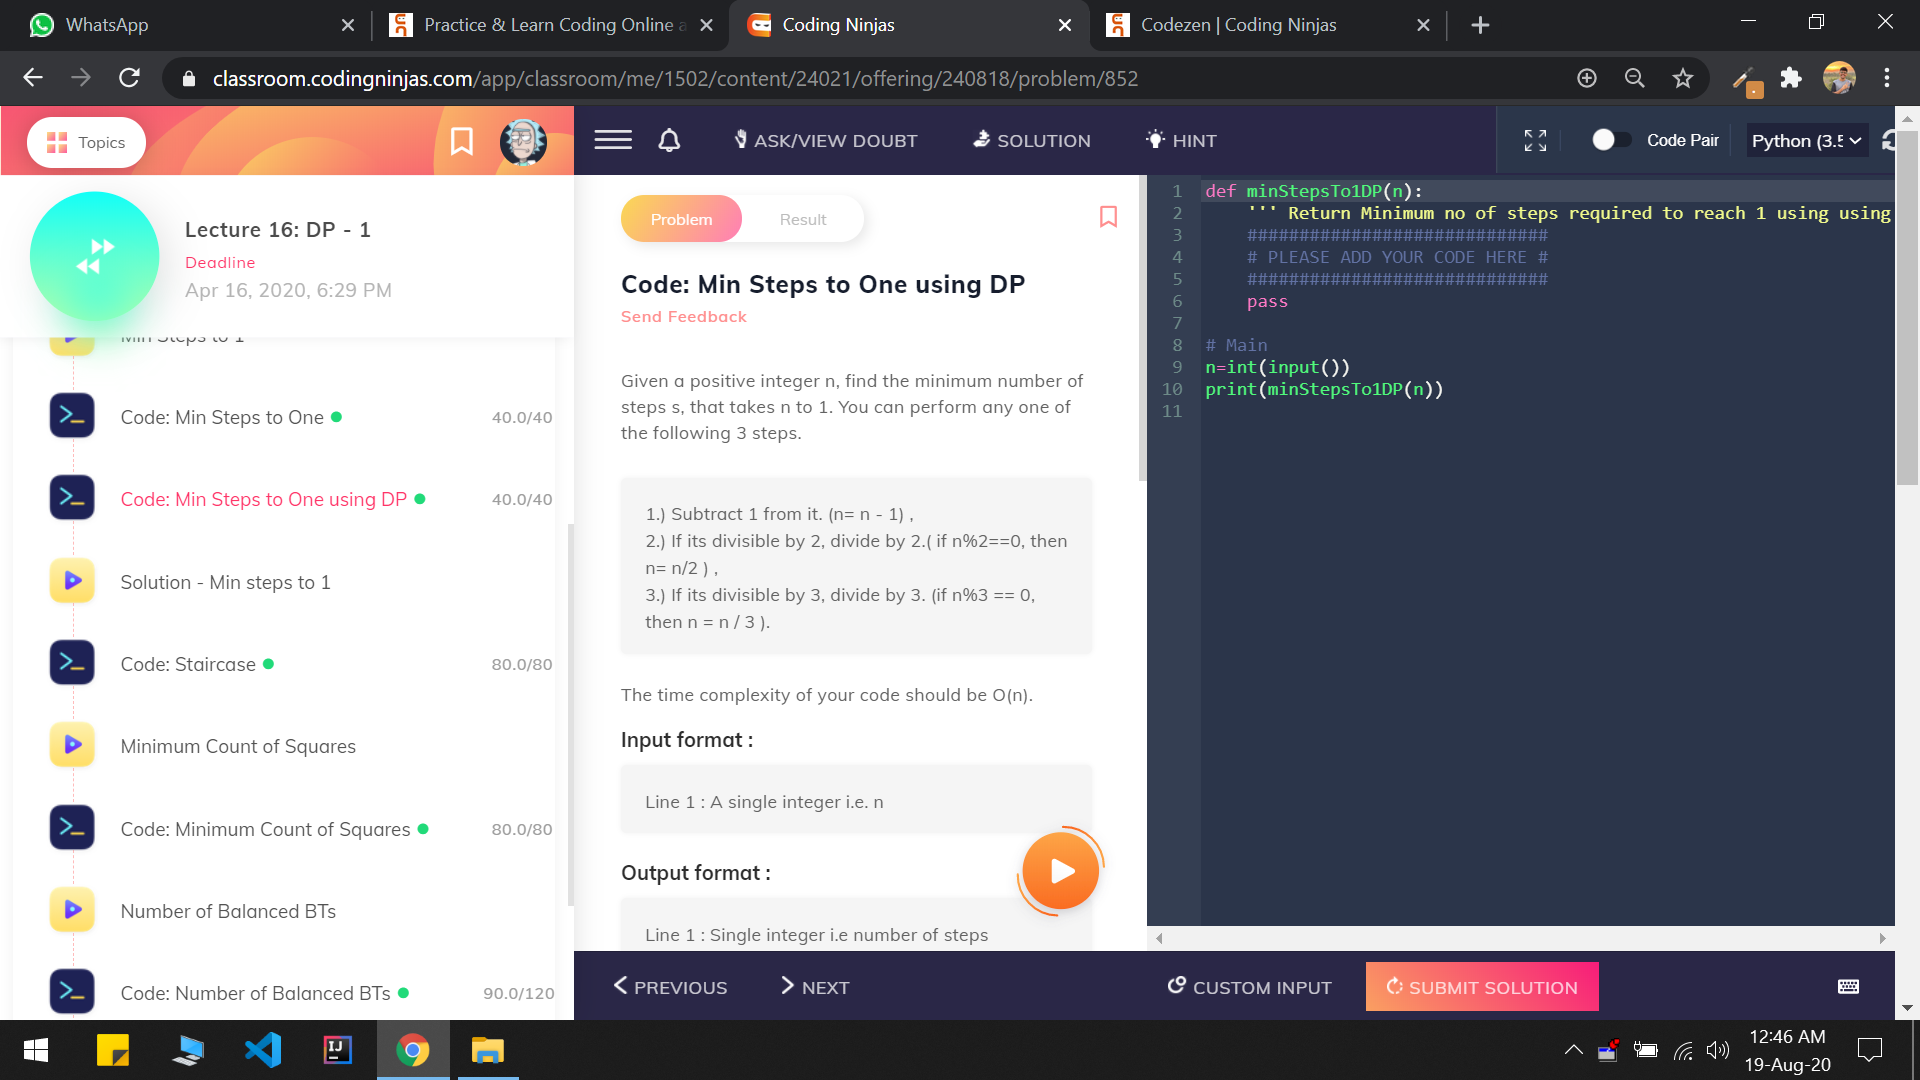 WhatsApp
Practice & Learn Coding Online a
Coding Ninjas
Codezen | Coding Ninjas
classroom.codingninjas.com/app/classroom/me/1502/content/24021/offering/240818/problem/852
Topics
ASK/VIEW DOUBT
SOLUTION
HINT
Code Pair
Python (3.5
Lecture 16: DP - 1
Deadline
Apr 16, 2020, 6:29 PM
Min Steps to 1
Code: Min Steps to One
40.0/40
Code: Min Steps to One using DP
40.0/40
Solution - Min steps to 1
Code: Staircase
80.0/80
Minimum Count of Squares
Code: Minimum Count of Squares
80.0/80
Number of Balanced BTs
Code: Number of Balanced BTs
90.0/120
Problem
Result
Code: Min Steps to One using DP
Send Feedback
Given a positive integer n, find the minimum number of
steps s, that takes n to 1. You can perform any one of
the following 3 steps.
1.) Subtract 1 from it. (n= n - 1) ,
2.) If its divisible by 2, divide by 2.( if n%2==0, then
n= n/2 ) ,
3.) If its divisible by 3, divide by 3. (if n%3 == 0,
then n = n / 3 ).
The time complexity of your code should be O(n).
Input format :
Line 1 : A single integer i.e. n
Output format :
Line 1 : Single integer i.e number of steps
1 def minStepsTo1DP(n):
2 ''' Return Minimum no of steps required to reach 1 using using
3 #############################
4 # PLEASE ADD YOUR CODE HERE #
5 #############################
6 pass
7
8 # Main
9 n=int(input())
10 print(minStepsTo1DP(n))
11
PREVIOUS
NEXT
CUSTOM INPUT
SUBMIT SOLUTION
IJ
12:46 AM
19-Aug-20